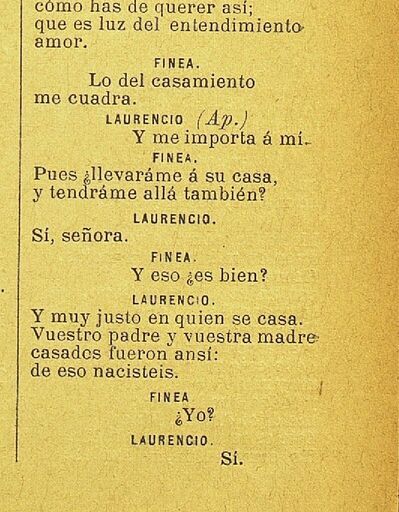 cómo has de querer así;
que es luz del entendimiento
amor.
FINEA.
Lo del casamiento
me cuadra.
LAURENCIO (Ap.)
Y me importa á mí.
FINEA.
Pues ¿llevaráme á su casa,
y tendráme allá también?
LAURENCIO.
Sí, señora.
FINEA.
Y eso ¿es bien?
LAURENCIO.
Y muy justo en quien se casa.
Vuestro padre y vuestra madre
casados fueron ansí:
de eso nacisteis.
FINEA
¿Yo?
LAURENCIO.
Sí.